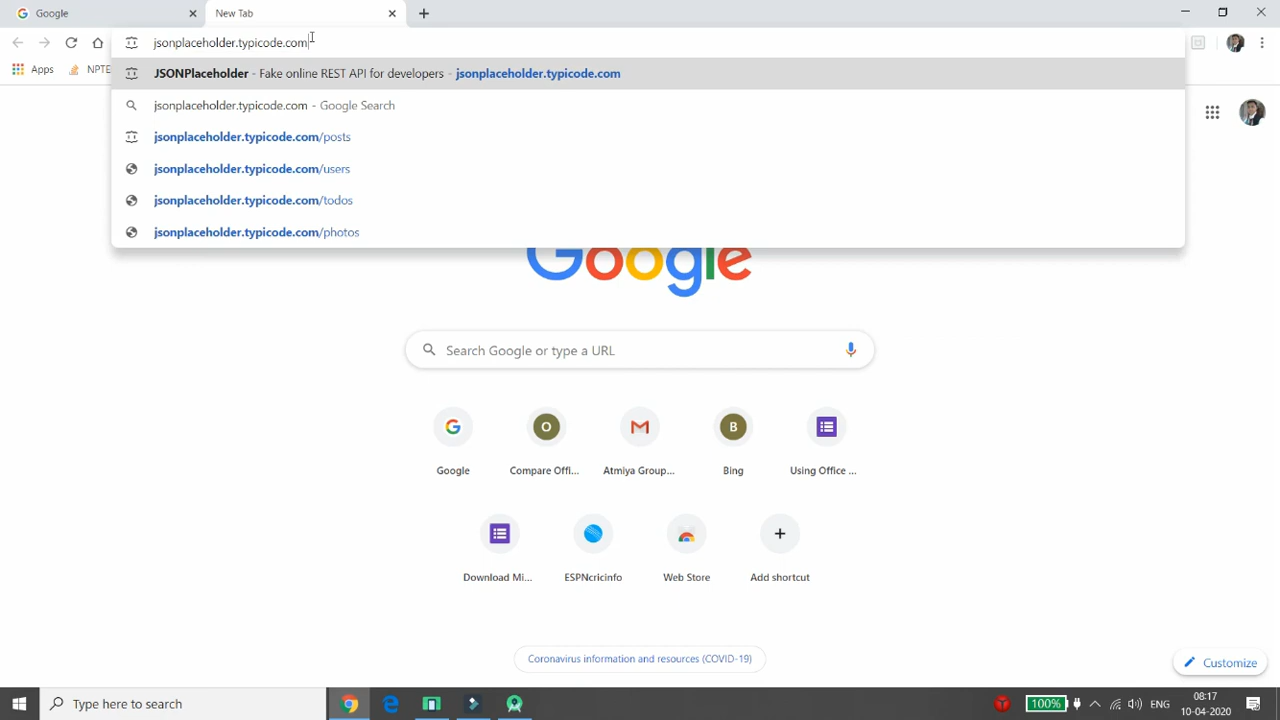 Google
New Tab
jsonplaceholder.typicode.com
Apps
NPTE
JSONPlaceholder - Fake online REST API for developers - jsonplaceholder.typicode.com
jsonplaceholder.typicode.com - Google Search
jsonplaceholder.typicode.com/posts
jsonplaceholder.typicode.com/users
jsonplaceholder.typicode.com/todos
jsonplaceholder.typicode.com/photos
Google
Search Google or type a URL
O
B
Google
Compare Offi...
Atmiya Group...
Bing
Using Office ...
Download Mi...
ESPNcricinfo
Web Store
Add shortcut
Coronavirus information and resources (COVID-19)
Customize
Type here to search
100%
ENG
08:17
10-04-2020